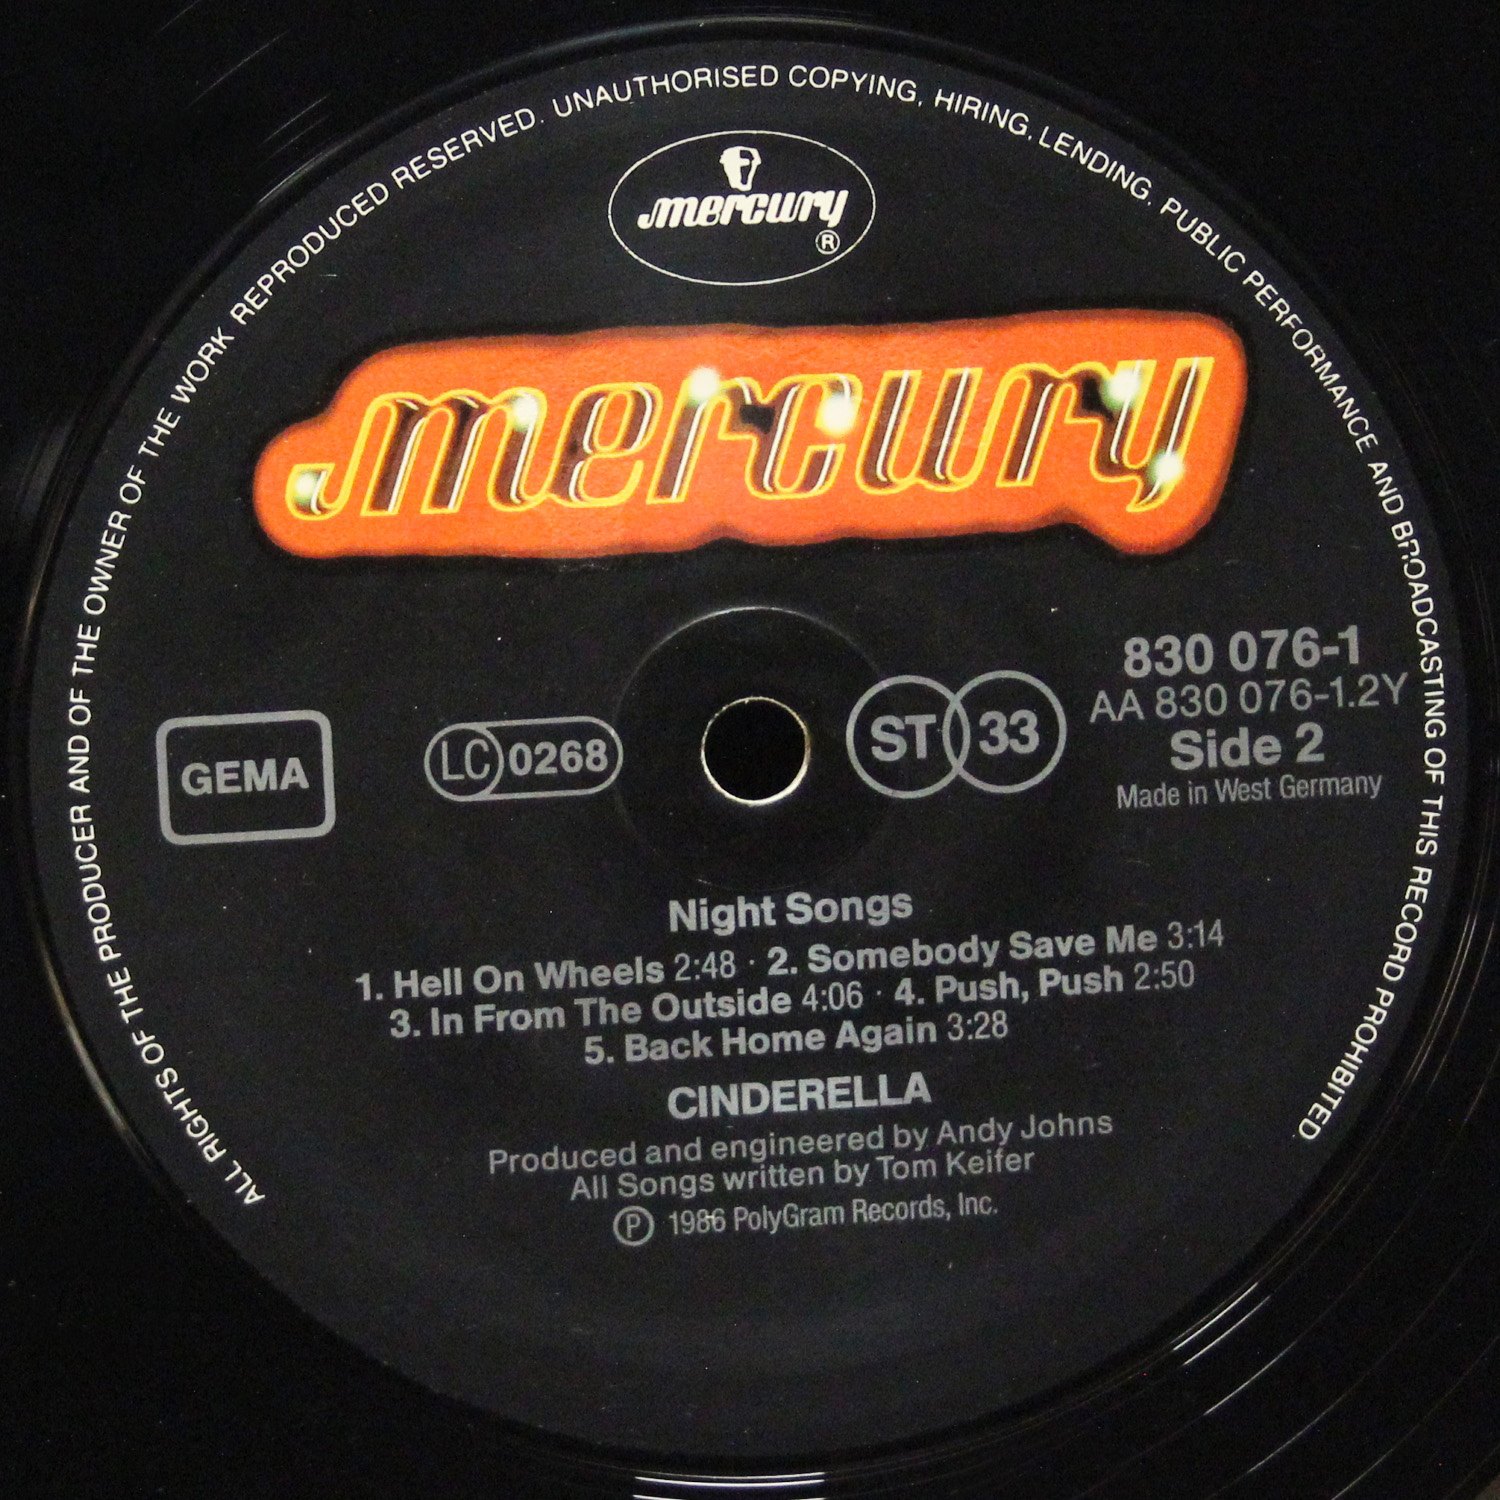 ALL RIGHTS OF THE PRODUCER AND OF THE OWNER OF THE WORK REPRODUCED RESERVED. UNAUTHORISED COPYING, HIRING, LENDING, PUBLIC PERFORMANCE AND BROADCASTING OF THIS RECORD PROHIBITED
mercury
®
mercury
830 076-1
AA 830 076-1.2Y
Side 2
Made in West Germany
GEMA
LC 0268
ST 33
Night Songs
1. Hell On Wheels 2:48 · 2. Somebody Save Me 3:14
3. In From The Outside 4:06 · 4. Push, Push 2:50
5. Back Home Again 3:28
CINDERELLA
Produced and engineered by Andy Johns
All Songs written by Tom Keifer
℗ 1986 PolyGram Records, Inc.